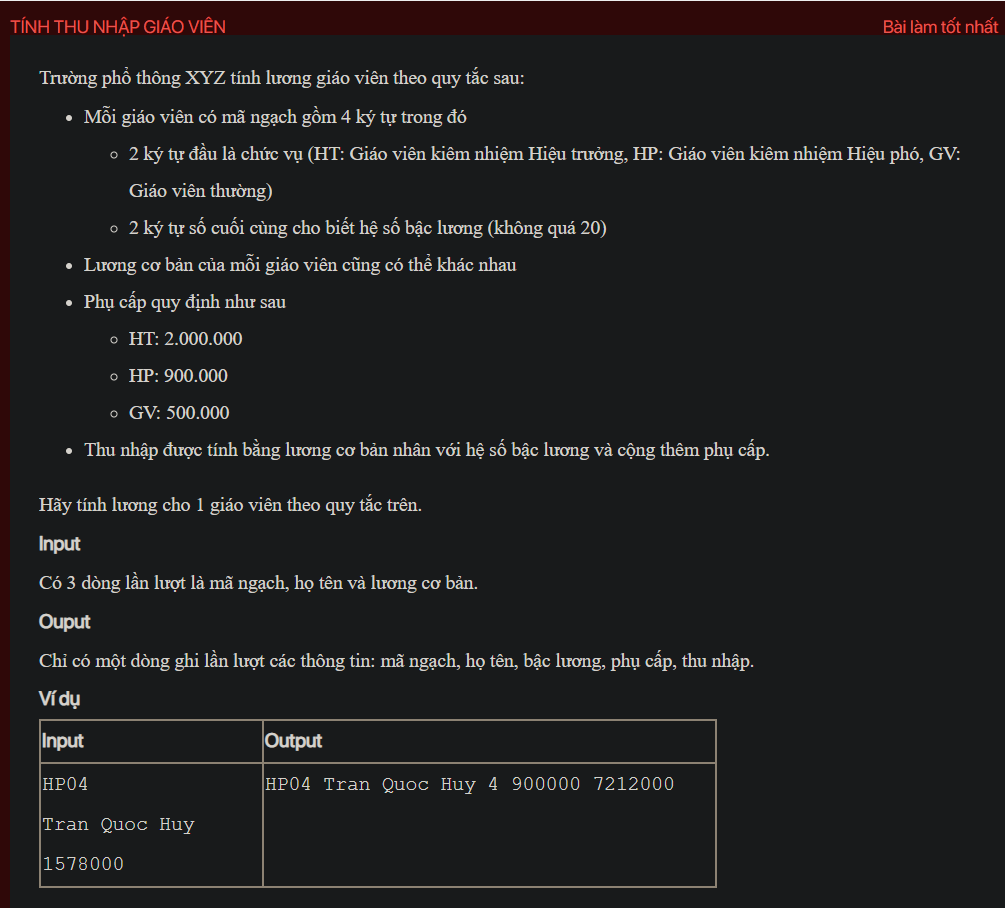 TÍNH THU NHẬP GIÁO VIÊN
Bài làm tốt nhất
Trường phổ thông XYZ tính lương giáo viên theo quy tắc sau:
Mỗi giáo viên có mã ngạch gồm 4 ký tự trong đó
2 ký tự đầu là chức vụ (HT: Giáo viên kiêm nhiệm Hiệu trưởng, HP: Giáo viên kiêm nhiệm Hiệu phó, GV:
Giáo viên thường)
2 ký tự số cuối cùng cho biết hệ số bậc lương (không quá 20)
Lương cơ bản của mỗi giáo viên cũng có thể khác nhau
Phụ cấp quy định như sau
HT: 2.000.000
HP: 900.000
GV: 500.000
Thu nhập được tính bằng lương cơ bản nhân với hệ số bậc lương và cộng thêm phụ cấp.
Hãy tính lương cho 1 giáo viên theo quy tắc trên.
Input
Có 3 dòng lần lượt là mã ngạch, họ tên và lương cơ bản.
Ouput
Chỉ có một dòng ghi lần lượt các thông tin: mã ngạch, họ tên, bậc lương, phụ cấp, thu nhập.
Ví dụ
Input
Output
HP04
Tran Quoc Huy
1578000
HP04 Tran Quoc Huy 4 900000 7212000